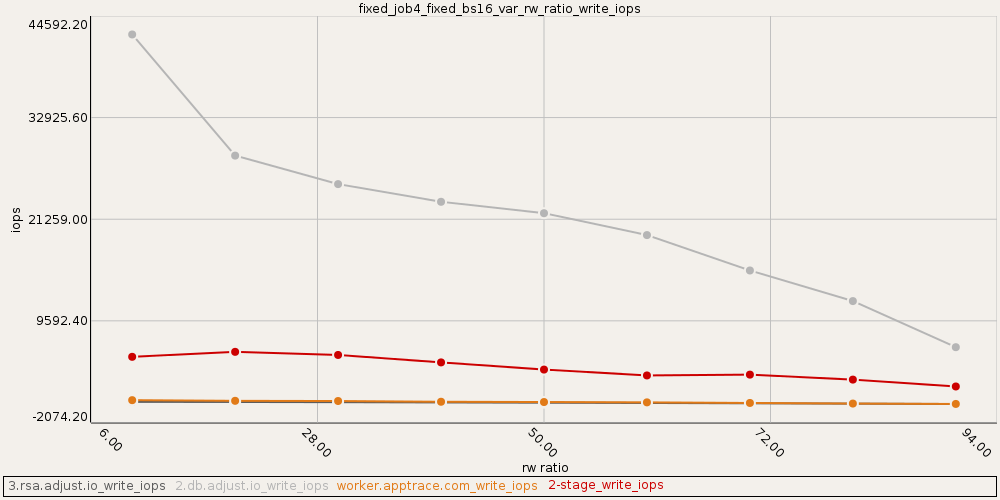 fixed_job4_fixed_bs16_var_rw_ratio_write_iops
44592.20
32925.60
21259.00
9592.40
-2074.20
iops
6.00 28.00 50.00 72.00 94.00
rw ratio
3.rsa.adjust.io_write_iops 2.db.adjust.io_write_iops worker.apptrace.com_write_iops 2-stage_write_iops